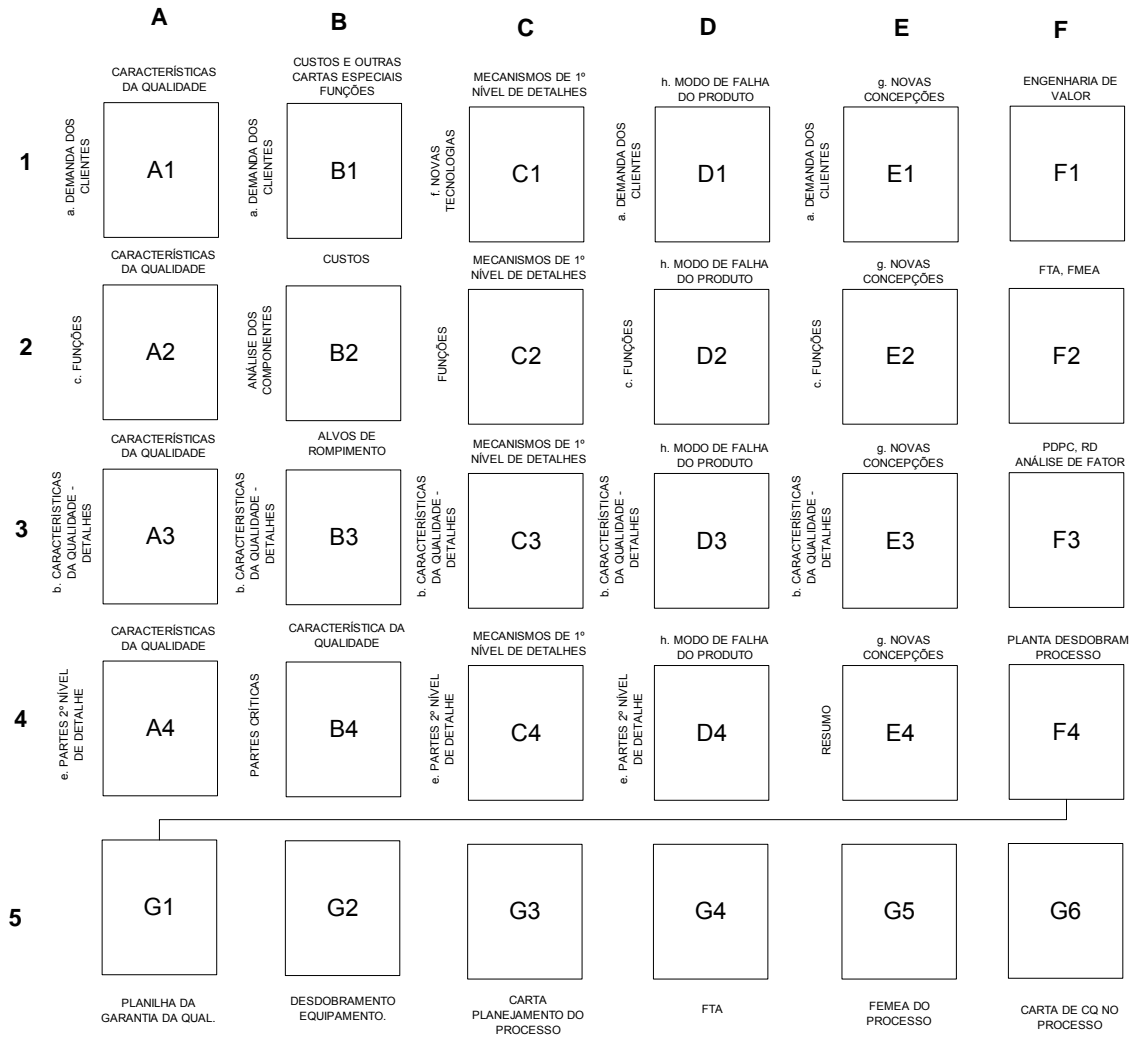 A B C D E F
CARACTERÍSTICAS
DA QUALIDADE
CUSTOS E OUTRAS
CARTAS ESPECIAIS
FUNÇÕES
MECANISMOS DE 1º
NÍVEL DE DETALHES
h. MODO DE FALHA
DO PRODUTO
g. NOVAS
CONCEPÇÕES
ENGENHARIA DE
VALOR
1
a. DEMANDA DOS
CLIENTES
A1
a. DEMANDA DOS
CLIENTES
B1
f. NOVAS
TECNOLOGIAS
C1
a. DEMANDA DOS
CLIENTES
D1
a. DEMANDA DOS
CLIENTES
E1
F1
CARACTERÍSTICAS
DA QUALIDADE
CUSTOS
MECANISMOS DE 1º
NÍVEL DE DETALHES
h. MODO DE FALHA
DO PRODUTO
g. NOVAS
CONCEPÇÕES
FTA, FMEA
2
c. FUNÇÕES
A2
ANÁLISE DOS
COMPONENTES
B2
FUNÇÕES
C2
c. FUNÇÕES
D2
c. FUNÇÕES
E2
F2
CARACTERÍSTICAS
DA QUALIDADE
ALVOS DE
ROMPIMENTO
MECANISMOS DE 1º
NÍVEL DE DETALHES
h. MODO DE FALHA
DO PRODUTO
g. NOVAS
CONCEPÇÕES
PDPC, RD
ANÁLISE DE FATOR
3
b. CARACTERÍSTICAS
DA QUALIDADE -
DETALHES
A3
b. CARACTERÍSTICAS
DA QUALIDADE -
DETALHES
B3
b. CARACTERÍSTICAS
DA QUALIDADE -
DETALHES
C3
b. CARACTERÍSTICAS
DA QUALIDADE -
DETALHES
D3
b. CARACTERÍSTICAS
DA QUALIDADE -
DETALHES
E3
F3
CARACTERÍSTICAS
DA QUALIDADE
CARACTERÍSTICA DA
QUALIDADE
MECANISMOS DE 1º
NÍVEL DE DETALHES
h. MODO DE FALHA
DO PRODUTO
g. NOVAS
CONCEPÇÕES
PLANTA DESDOBRAM
PROCESSO
4
e. PARTES 2º NÍVEL
DE DETALHE
A4
PARTES CRÍTICAS
B4
e. PARTES 2º NÍVEL
DE DETALHE
C4
e. PARTES 2º NÍVEL
DE DETALHE
D4
RESUMO
E4
F4
5
G1
G2
G3
G4
G5
G6
PLANILHA DA
GARANTIA DA QUAL.
DESDOBRAMENTO
EQUIPAMENTO.
CARTA
PLANEJAMENTO DO
PROCESSO
FTA
FEMEA DO
PROCESSO
CARTA DE CQ NO
PROCESSO